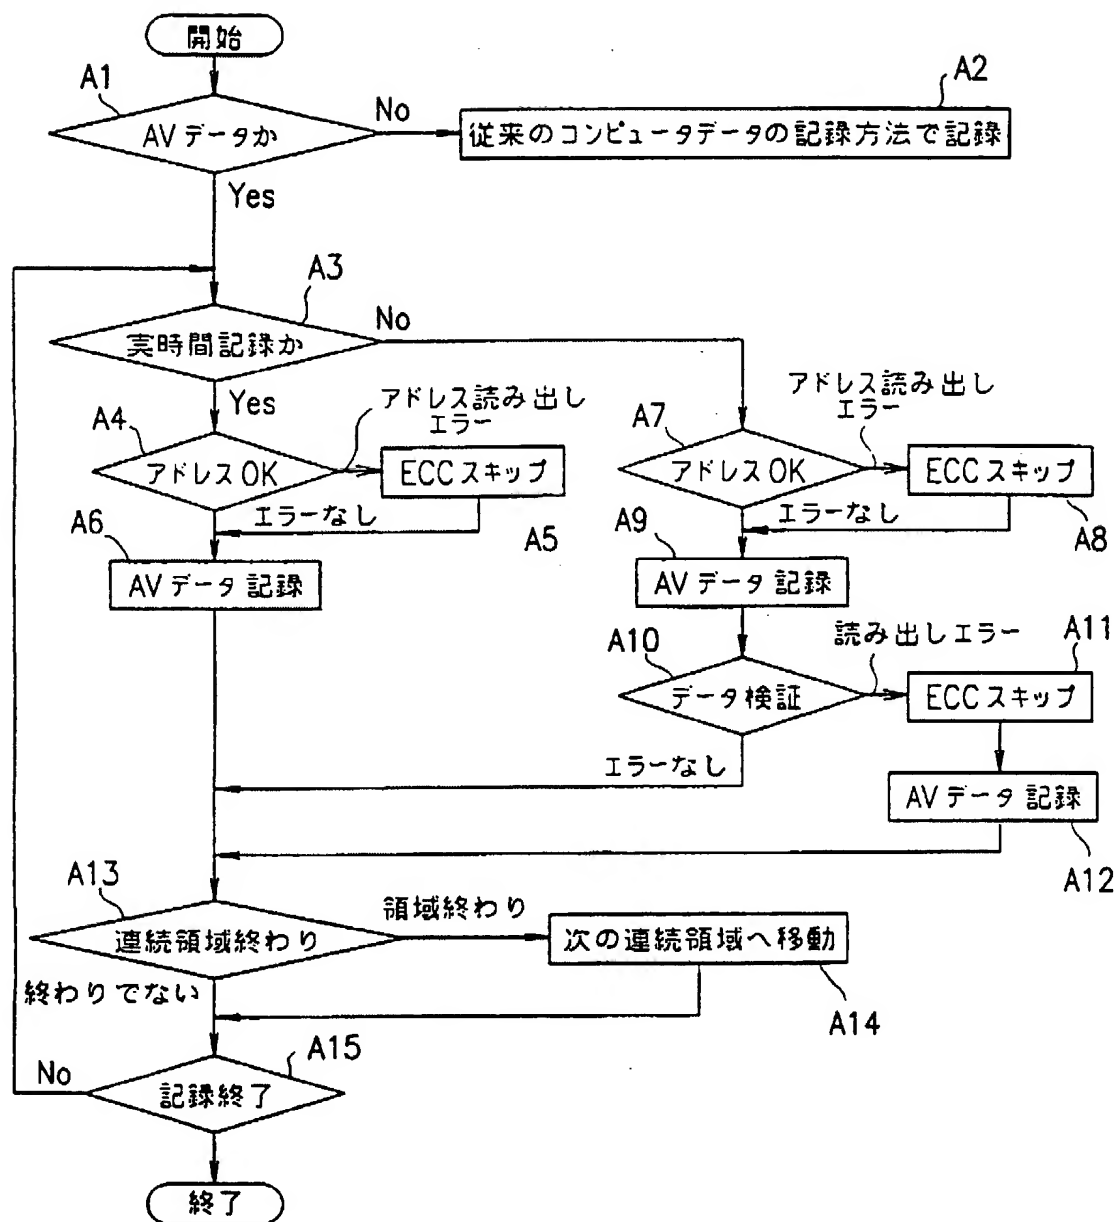 開始
A1
AVデータか
No
A2
従来のコンピュータデータの記録方法で記録
Yes
A3
実時間記録か
No
Yes
A4
アドレスOK
アドレス読み出し
エラー
ECCスキップ
A5
エラーなし
A6
AVデータ記録
A7
アドレスOK
アドレス読み出し
エラー
ECCスキップ
A8
エラーなし
A9
AVデータ記録
A10
データ検証
読み出しエラー
A11
ECCスキップ
エラーなし
AVデータ記録
A12
A13
連続領域終わり
領域終わり
次の連続領域へ移動
A14
終わりでない
A15
記録終了
No
終了